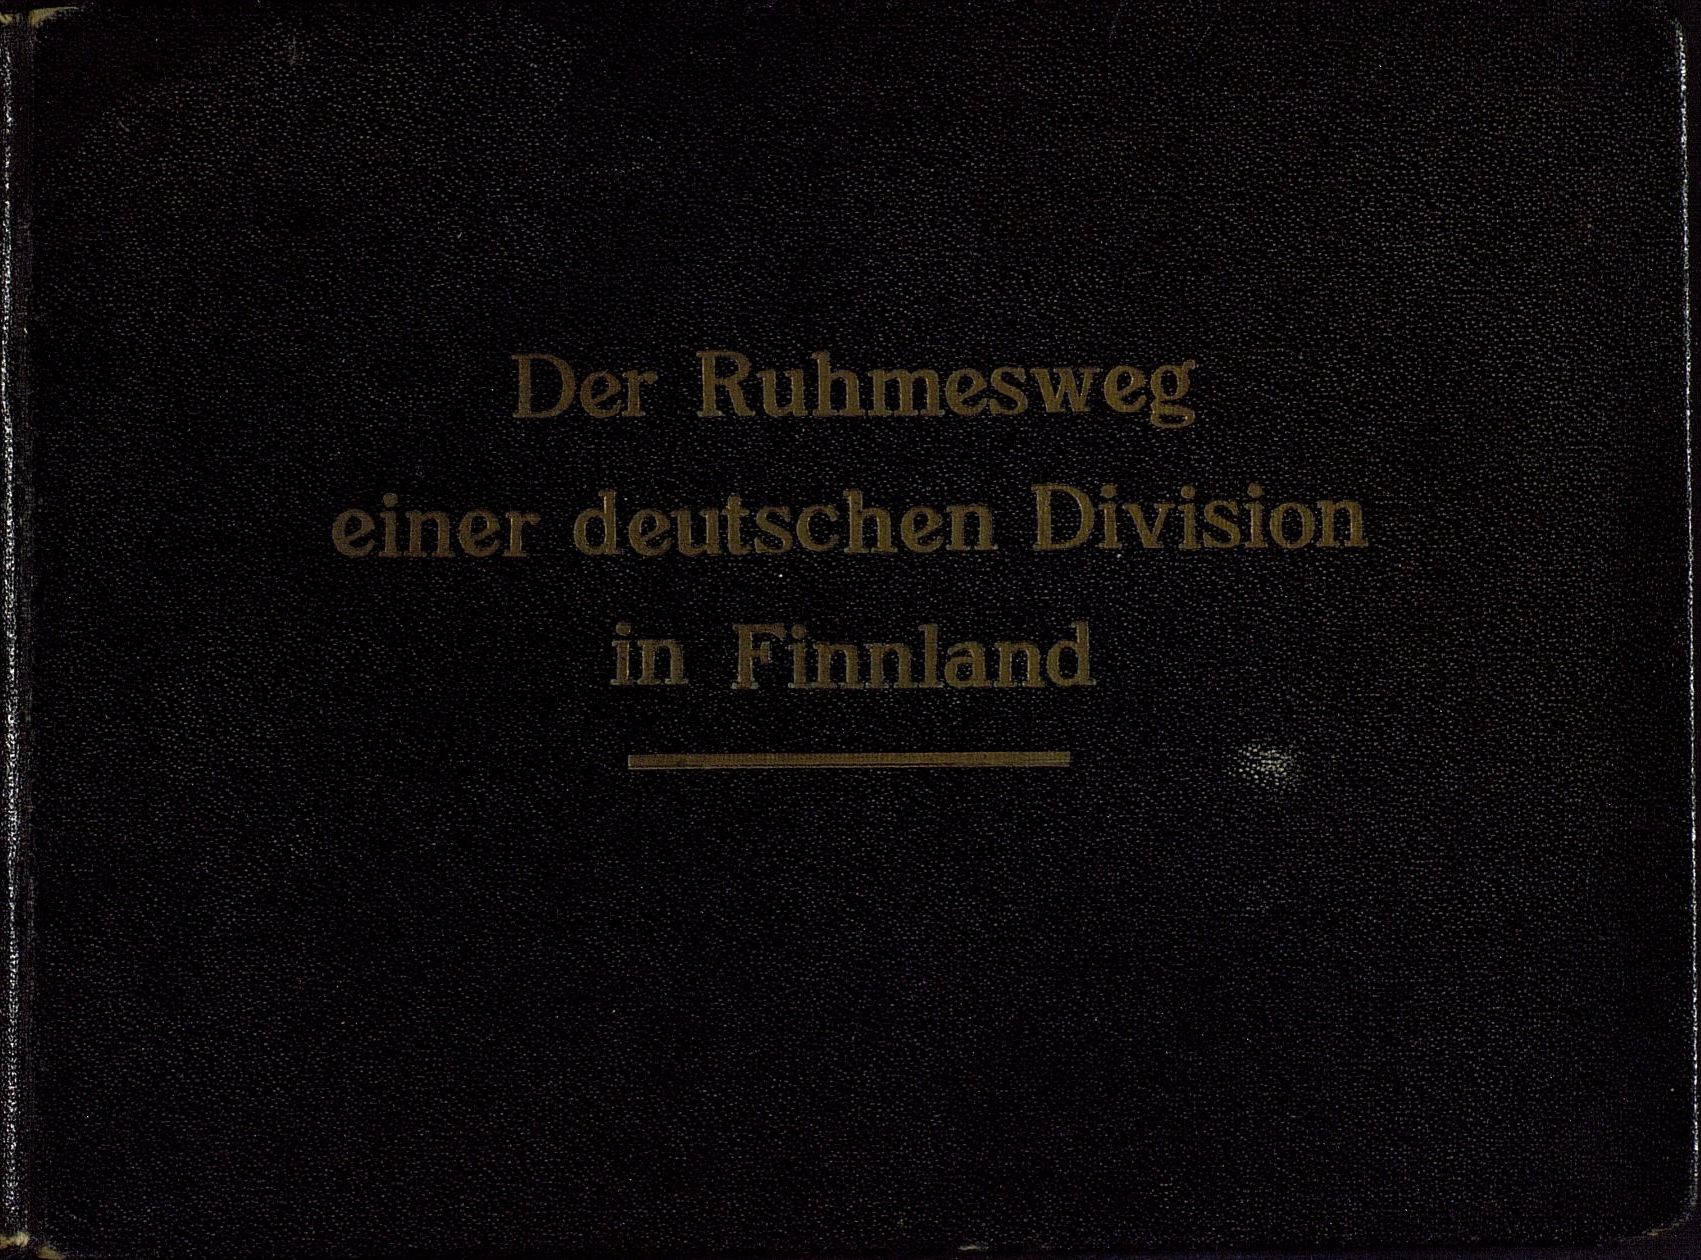 Der Ruhmesweg
einer deutschen Division
in Finnland